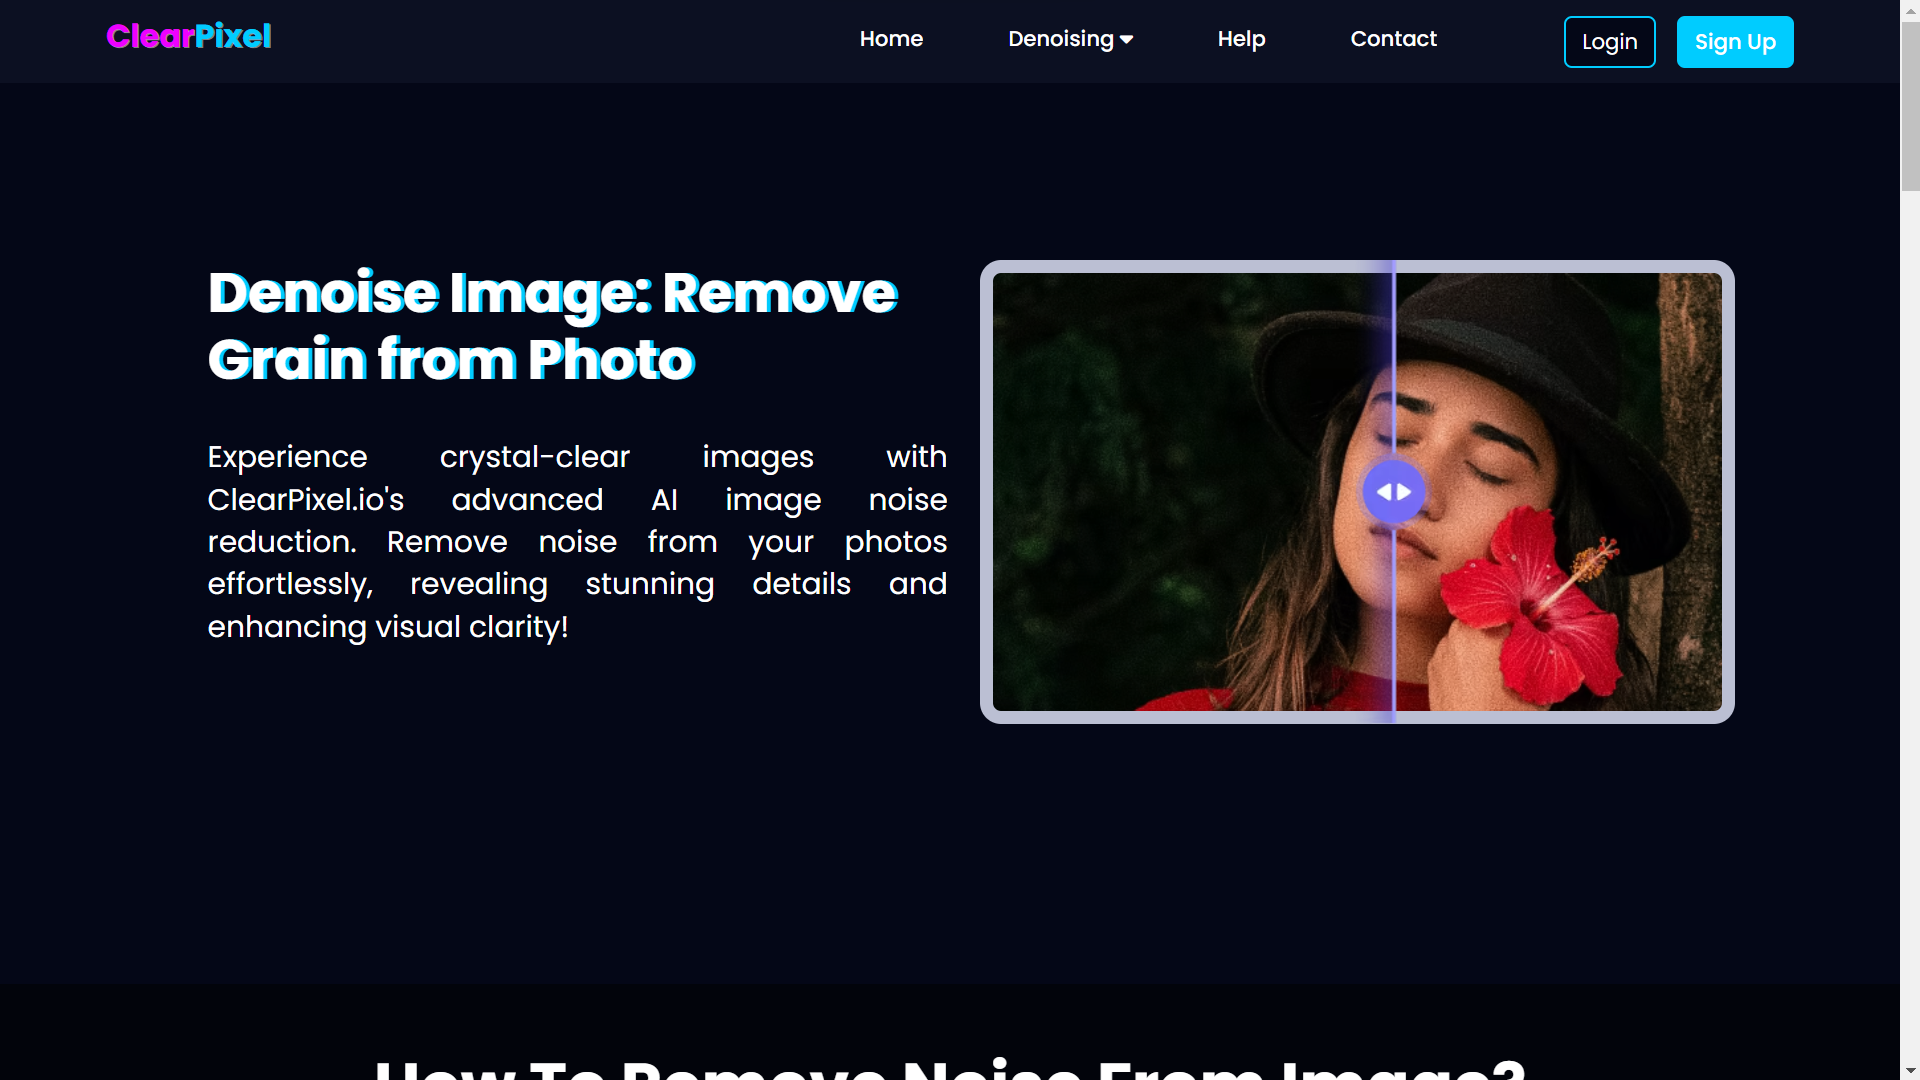 ClearPixel
Home
Denoising
Help
Contact
Login
Sign Up
Denoise Image: Remove
Grain from Photo
Experience crystal-clear images with
ClearPixel.io's advanced AI image noise
reduction. Remove noise from your photos
effortlessly, revealing stunning details and
enhancing visual clarity!
How To Remove Noise From Image?